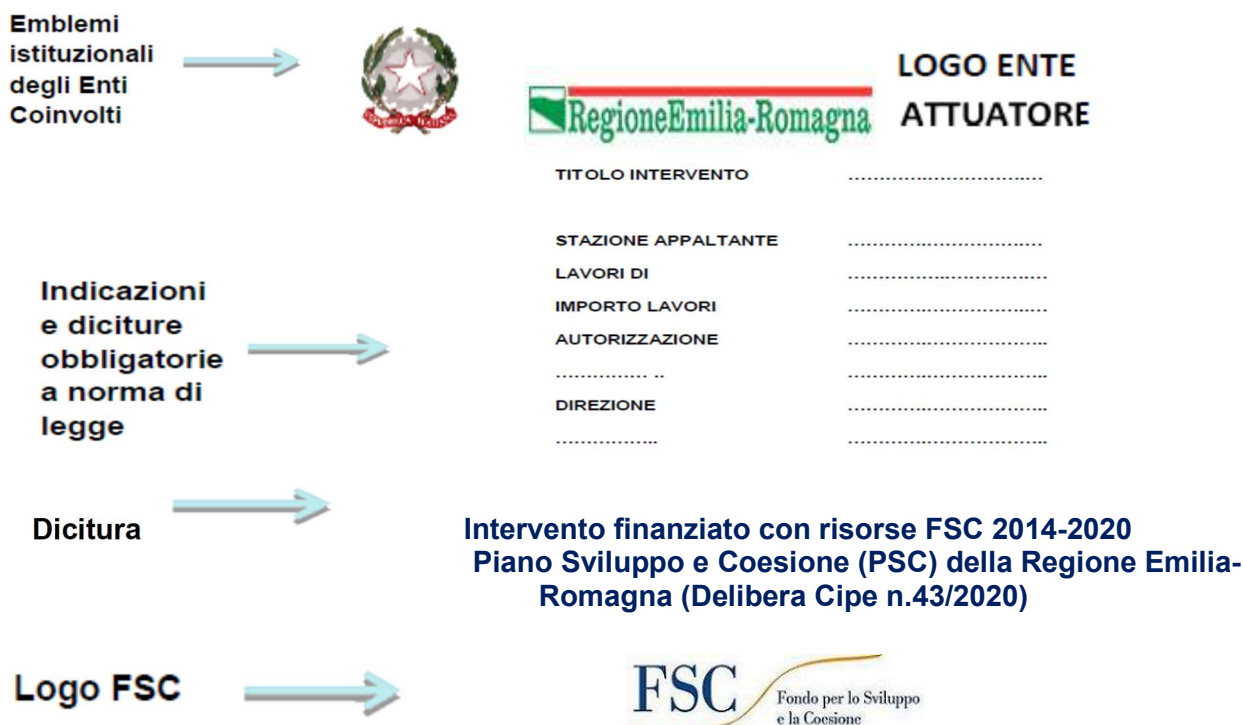 Emblemi
istituzionali
degli Enti
Coinvolti
RegioneEmilia-Romagna
LOGO ENTE
ATTUATORE
TITOLO INTERVENTO ................................
STAZIONE APPALTANTE ................................
LAVORI DI .................................
IMPORTO LAVORI .................................
AUTORIZZAZIONE .................................
............... .. .................................
DIREZIONE .................................
................. .................................
Indicazioni
e diciture
obbligatorie
a norma di
legge
Dicitura
Intervento finanziato con risorse FSC 2014-2020
Piano Sviluppo e Coesione (PSC) della Regione Emilia-
Romagna (Delibera Cipe n.43/2020)
Logo FSC
FSC
Fondo per lo Sviluppo
e la Coesione